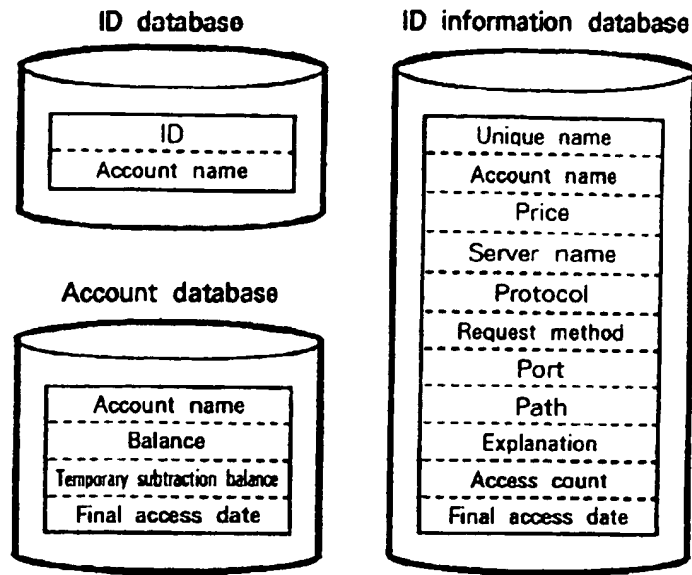 ID database
ID
Account name
Account database
Account name
Balance
Temporary subtraction balance
Final access date
ID information database
Unique name
Account name
Price
Server name
Protocol
Request method
Port
Path
Explanation
Access count
Final access date